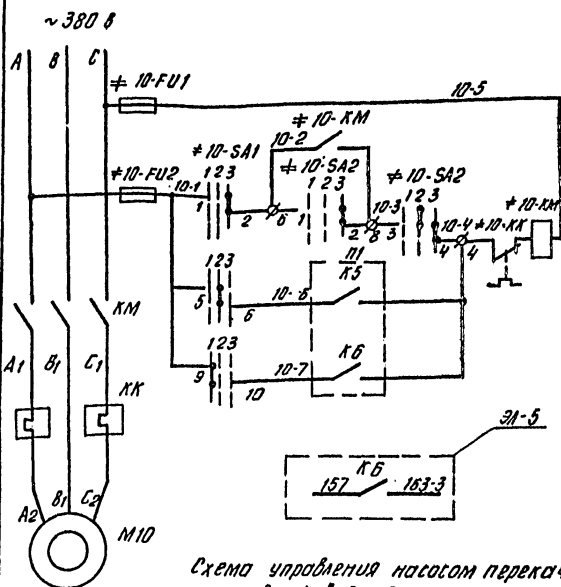 ~ 380 в
A B C
≠ 10-FU1
10-5
≠ 10-КМ
10-2
≠10-SA1
≠ 10-SA2
≠ 10-SA2
≠10-FU2
10-1
1 2 3
1 2 3
10-3
1 2 3
10-4
≠10-КК
≠10-КМ
1 2 6 1 2 8 3 4 4
П1
К5
1 2 3
5 6
10-6
КМ
К6
1 2 3
9 10
10-7
A1 B1 C1
КК
ЭЛ-5
К6
157 163-3
A2 B1 C2
М10
Схема управления насосом перекач